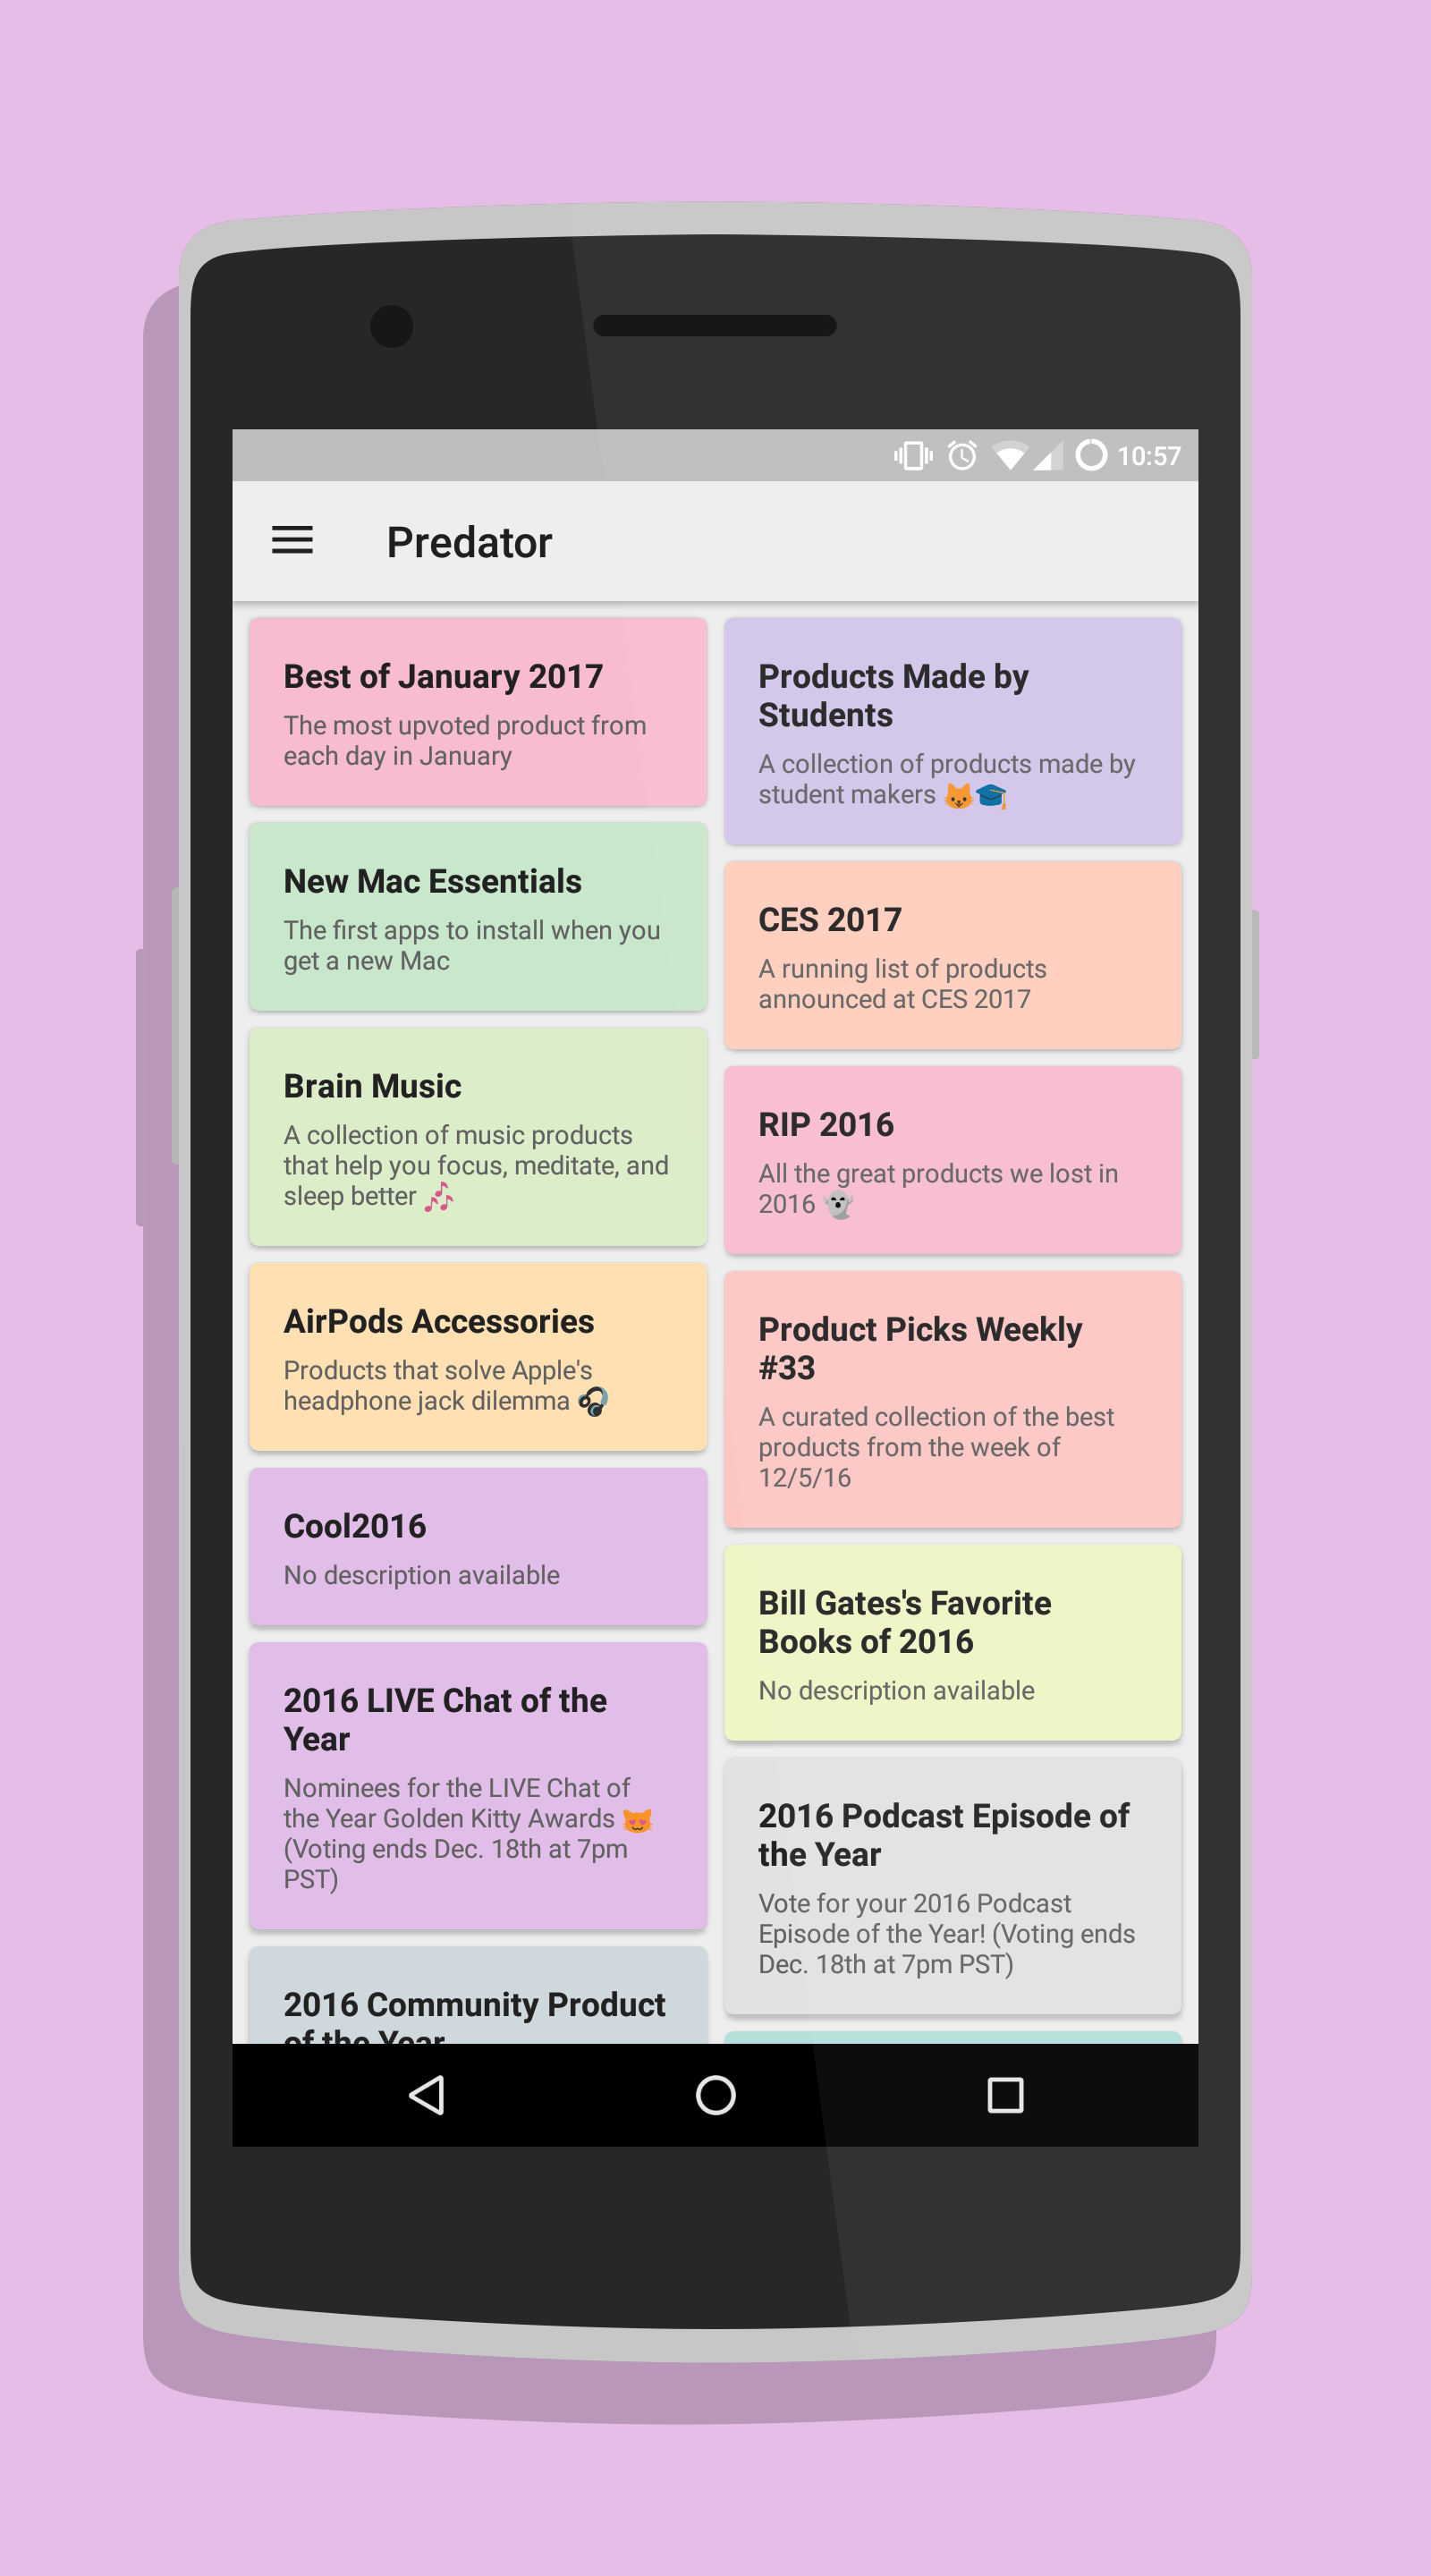 10:57
Predator
Best of January 2017
The most upvoted product from
each day in January
New Mac Essentials
The first apps to install when you
get a new Mac
Brain Music
A collection of music products
that help you focus, meditate, and
sleep better 🎶
AirPods Accessories
Products that solve Apple's
headphone jack dilemma 🎧
Cool2016
No description available
2016 LIVE Chat of the
Year
Nominees for the LIVE Chat of
the Year Golden Kitty Awards 😻
(Voting ends Dec. 18th at 7pm
PST)
2016 Community Product
of the Year
Products Made by
Students
A collection of products made by
student makers 😺🎓
CES 2017
A running list of products
announced at CES 2017
RIP 2016
All the great products we lost in
2016 👻
Product Picks Weekly
#33
A curated collection of the best
products from the week of
12/5/16
Bill Gates's Favorite
Books of 2016
No description available
2016 Podcast Episode of
the Year
Vote for your 2016 Podcast
Episode of the Year! (Voting ends
Dec. 18th at 7pm PST)